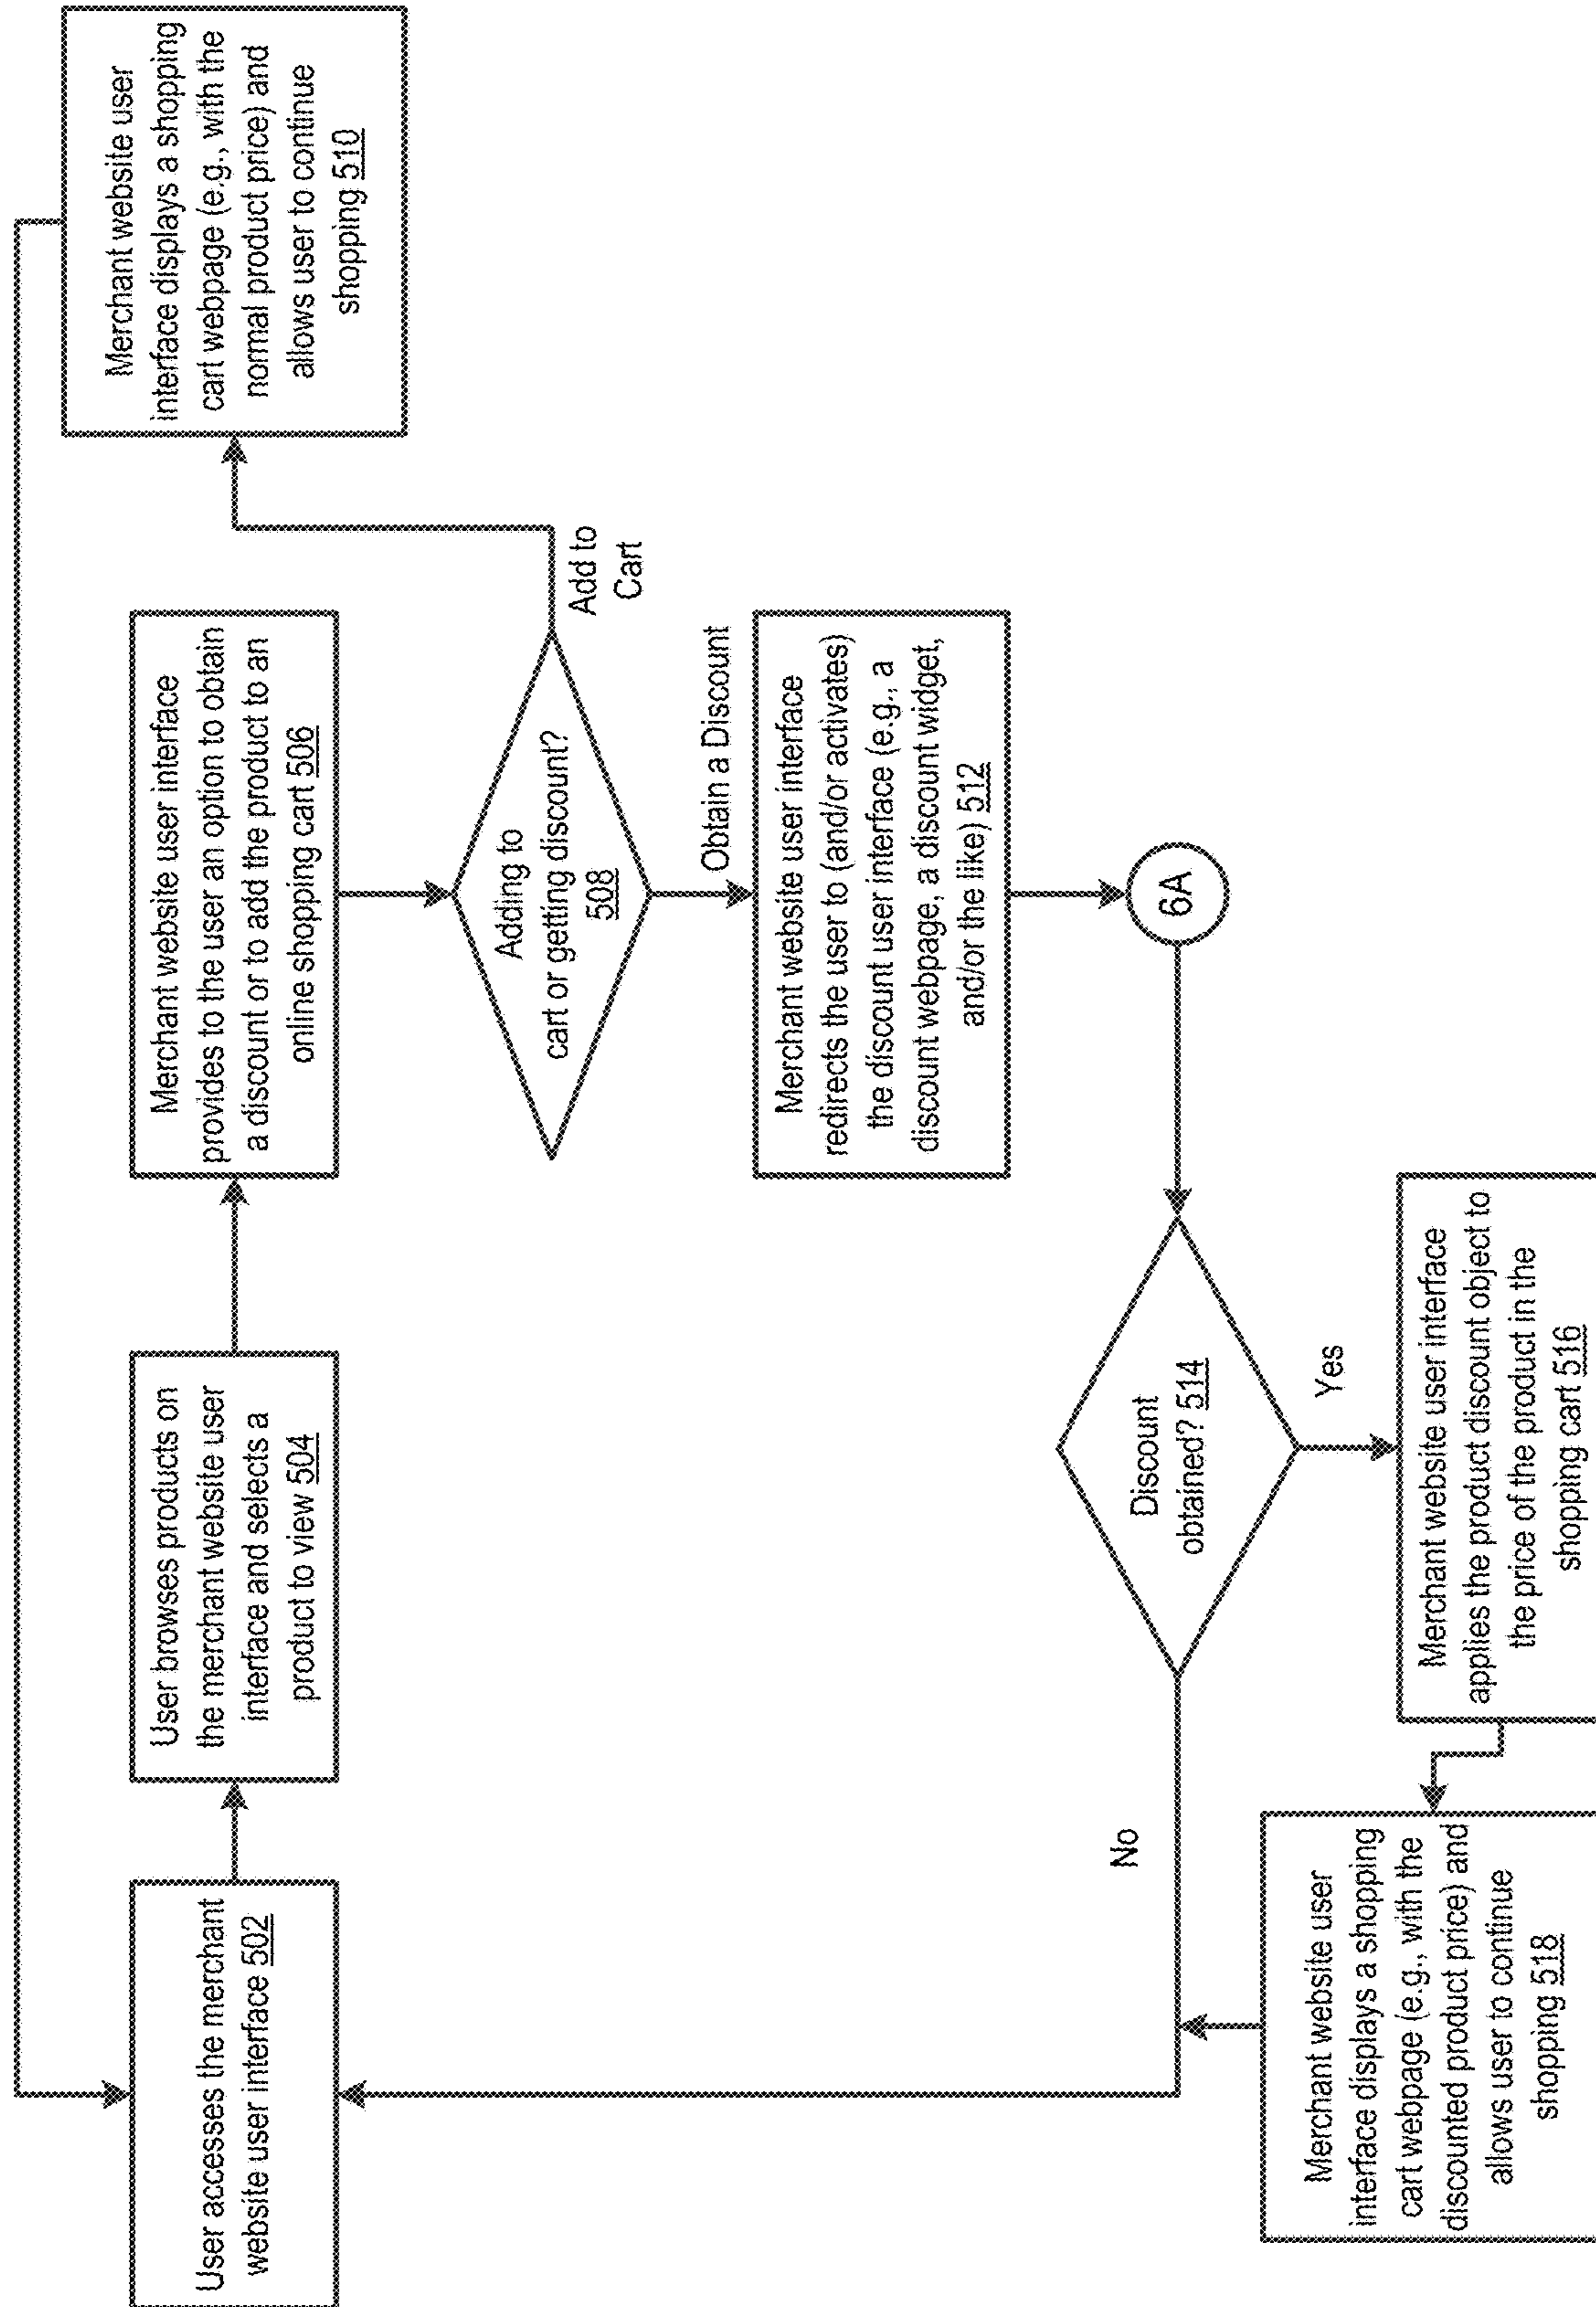 User accesses the merchant
website user interface 502
User browses products on
the merchant website user
interface and selects a
product to view 504
Merchant website user interface
provides to the user an option to obtain
a discount or to add the product to an
online shopping cart 506
Adding to
cart or getting discount?
508
Add to
Cart
Merchant website user
interface displays a shopping
cart webpage (e.g., with the
normal product price) and
allows user to continue
shopping 510
Obtain a Discount
Merchant website user interface
redirects the user to (and/or activates)
the discount user interface (e.g., a
discount webpage, a discount widget,
and/or the like) 512
6A
Discount
obtained? 514
No
Yes
Merchant website user interface
applies the product discount object to
the price of the product in the
shopping cart 516
Merchant website user
interface displays a shopping
cart webpage (e.g., with the
discounted product price) and
allows user to continue
shopping 518